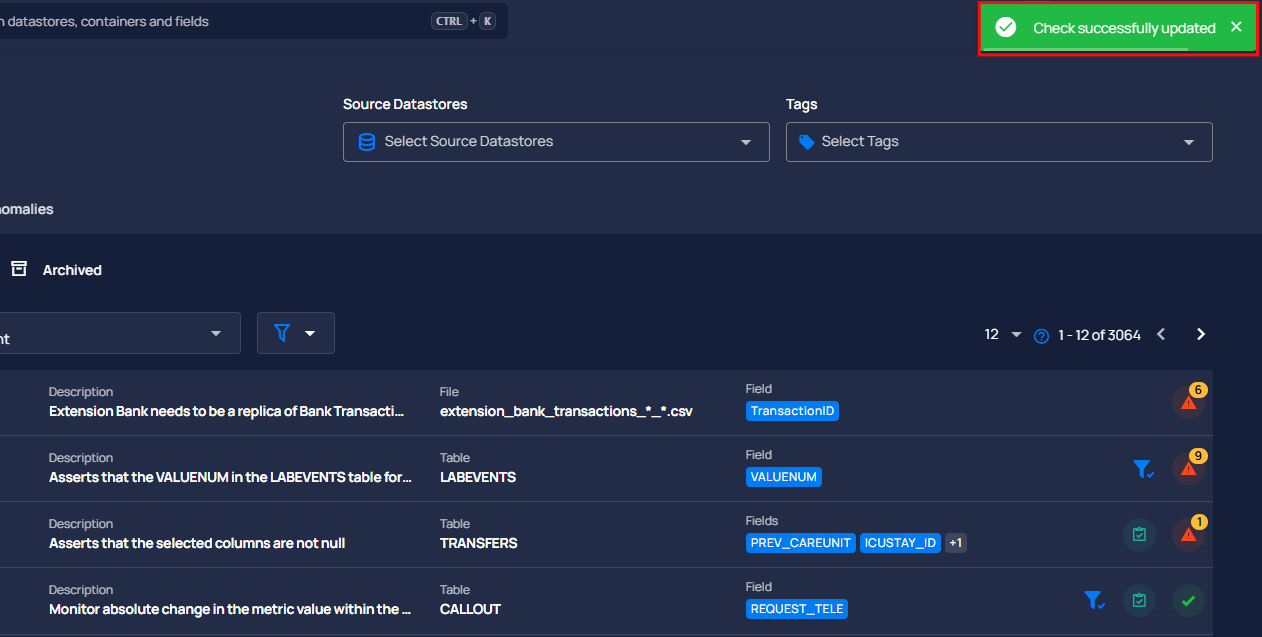 datastores, containers and fields CTRL + K
Check successfully updated
Source Datastores Tags
Select Source Datastores Select Tags
Archived
12 1 - 12 of 3064
Description File Field
Extension Bank needs to be a replica of Bank Transacti... extension_bank_transactions_*_*.csv TransactionID 6
Description Table Field
Asserts that the VALUENUM in the LABEVENTS table for... LABEVENTS VALUENUM 9
Description Table Fields
Asserts that the selected columns are not null TRANSFERS PREV_CAREUNIT ICUSTAY_ID +1 1
Description Table Field
Monitor absolute change in the metric value within the ... CALLOUT REQUEST_TELE